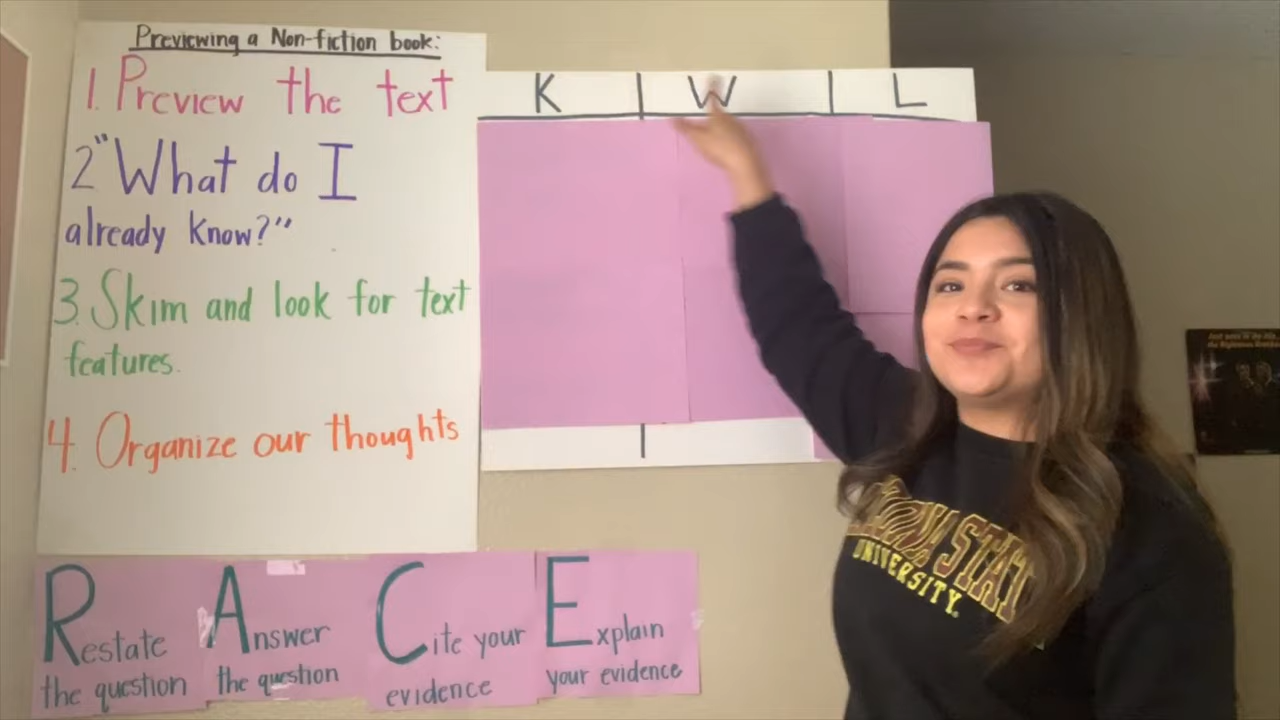 Previewing a Non-fiction book:
1. Preview the text
2 "What do I
already know?"
3. Skim and look for text
features.
4. Organize our thoughts
K W L
Restate
the question
Answer
the question
Cite your
evidence
Explain
your evidence
UNIVERSITY.